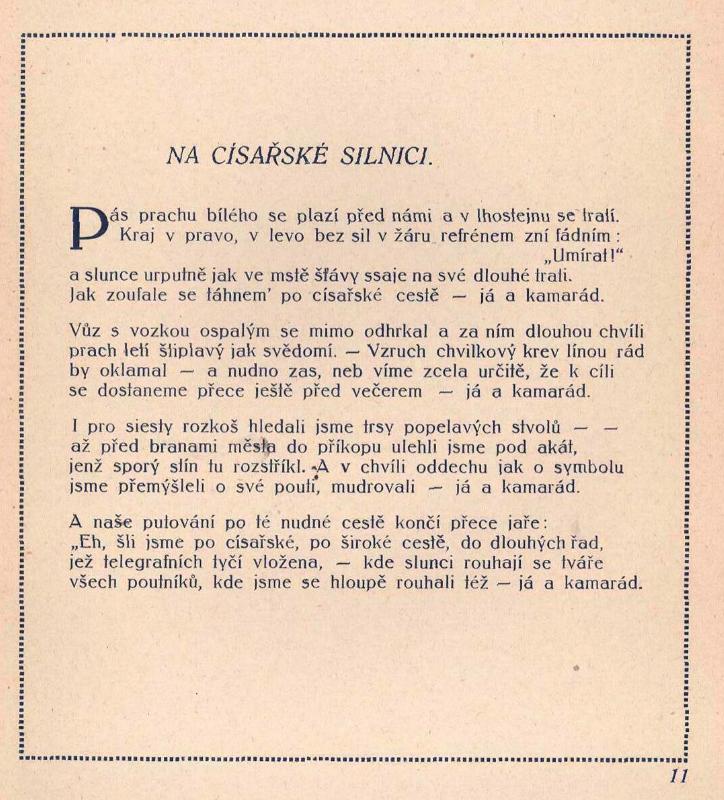 NA CÍSAŘSKÉ SILNICI.
Pás prachu bílého se plazí před námi a v lhostejnu se tratí.
Kraj v pravo, v levo bez sil v žáru refrénem zní fádním:
„Umírat!“
a slunce urputně jak ve mstě šťávy ssaje na své dlouhé trati.
Jak zoufale se táhnem’ po císařské cestě — já a kamarád.
Vůz s vozkou ospalým se mimo odhrkal a za ním dlouhou chvíli
prach letí štiplavý jak svědomí. — Vzruch chvilkový krev línou rád
by oklamal — a nudno zas, neb víme zcela určitě, že k cíli
se dostaneme přece ještě před večerem — já a kamarád.
I pro siesty rozkoš hledali jsme trsy popelavých stvolů — —
až před branami města do příkopu ulehli jsme pod akát,
jenž sporý stín tu rozstříkl. A v chvíli oddechu jak o symbolu
jsme přemýšleli o své pouti, mudrovali — já a kamarád.
A naše putování po té nudné cestě končí přece jaře:
„Eh, šli jsme po císařské, po široké cestě, do dlouhých řad,
jež telegrafních tyčí vložena, — kde slunci rouhají se tváře
všech poutníků, kde jsme se hloupě rouhali též — já a kamarád.
11